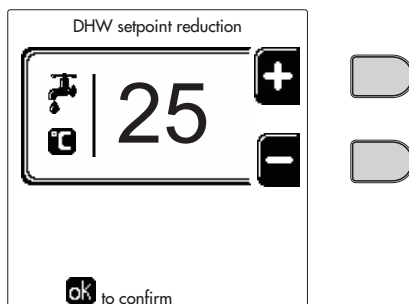 DHW setpoint reduction
°C 25
+
-
ok to confirm